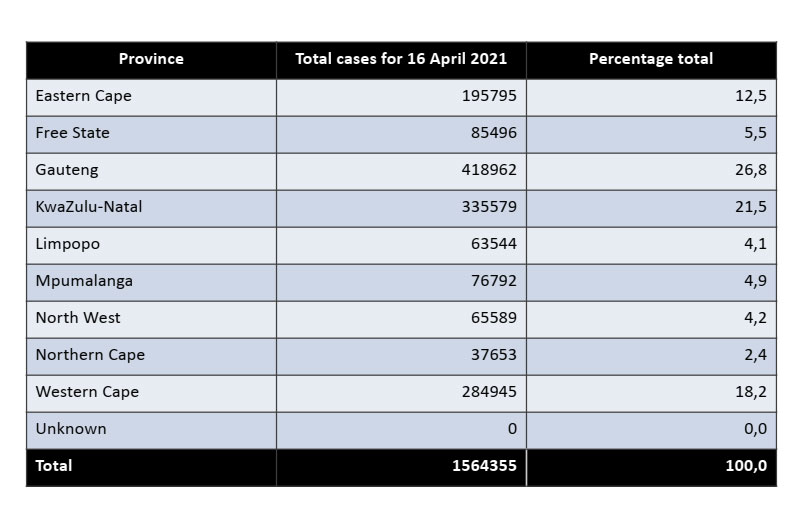 Province Total cases for 16 April 2021 Percentage total
Eastern Cape 195795 12,5
Free State 85496 5,5
Gauteng 418962 26,8
KwaZulu-Natal 335579 21,5
Limpopo 63544 4,1
Mpumalanga 76792 4,9
North West 65589 4,2
Northern Cape 37653 2,4
Western Cape 284945 18,2
Unknown 0 0,0
Total 1564355 100,0